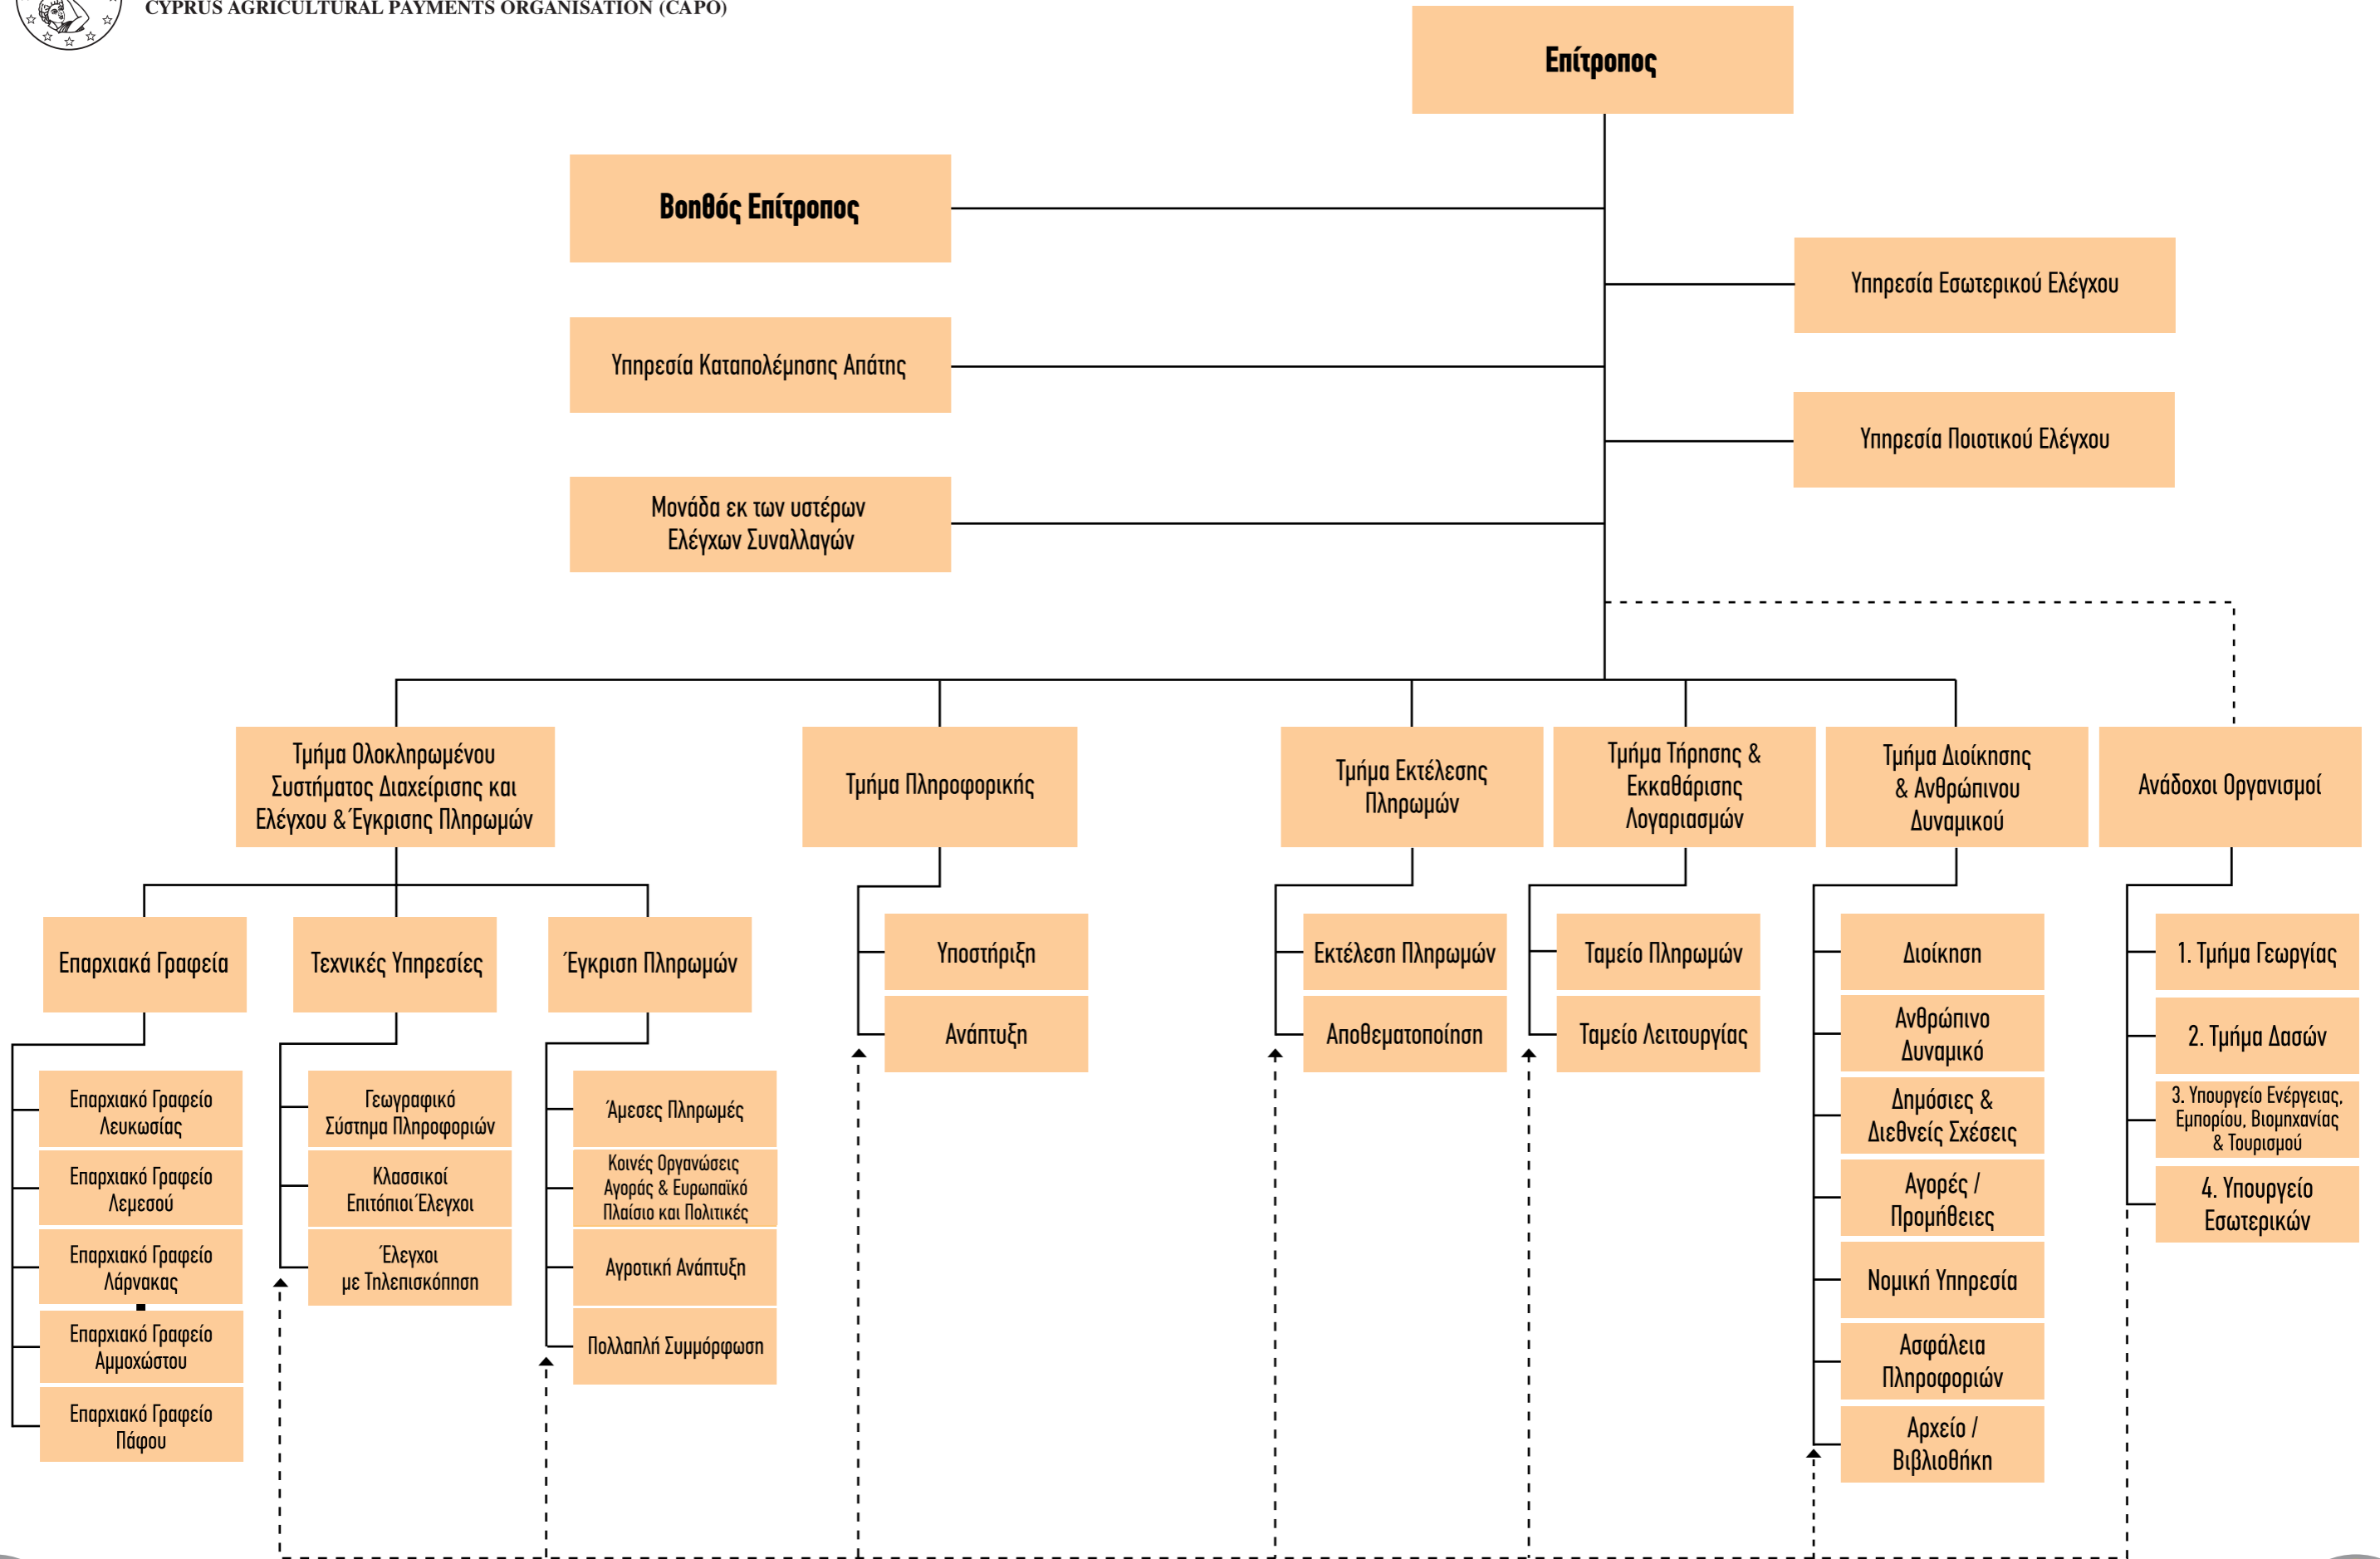 CYPRUS AGRICULTURAL PAYMENTS ORGANISATION (CAPO)
Επίτροπος
Βοηθός Επίτροπος
Υπηρεσία Εσωτερικού Ελέγχου
Υπηρεσία Καταπολέμησης Απάτης
Υπηρεσία Ποιοτικού Ελέγχου
Μονάδα εκ των υστέρων
Ελέγχων Συναλλαγών
Τμήμα Ολοκληρωμένου
Συστήματος Διαχείρισης και
Ελέγχου & Έγκρισης Πληρωμών
Τμήμα Πληροφορικής
Τμήμα Εκτέλεσης
Πληρωμών
Τμήμα Τήρησης &
Εκκαθάρισης
Λογαριασμών
Τμήμα Διοίκησης
& Ανθρώπινου
Δυναμικού
Ανάδοχοι Οργανισμοί
Επαρχιακά Γραφεία
Τεχνικές Υπηρεσίες
Έγκριση Πληρωμών
Επαρχιακό Γραφείο
Λευκωσίας
Επαρχιακό Γραφείο
Λεμεσού
Επαρχιακό Γραφείο
Λάρνακας
Επαρχιακό Γραφείο
Αμμοχώστου
Επαρχιακό Γραφείο
Πάφου
Γεωγραφικό
Σύστημα Πληροφοριών
Κλασσικοί
Επιτόπιοι Έλεγχοι
Έλεγχοι
με Τηλεπισκόπηση
Άμεσες Πληρωμές
Κοινές Οργανώσεις
Αγοράς & Ευρωπαϊκό
Πλαίσιο και Πολιτικές
Αγροτική Ανάπτυξη
Πολλαπλή Συμμόρφωση
Υποστήριξη
Ανάπτυξη
Εκτέλεση Πληρωμών
Αποθεματοποίηση
Ταμείο Πληρωμών
Ταμείο Λειτουργίας
Διοίκηση
Ανθρώπινο
Δυναμικό
Δημόσιες &
Διεθνείς Σχέσεις
Αγορές /
Προμήθειες
Νομική Υπηρεσία
Ασφάλεια
Πληροφοριών
Αρχείο /
Βιβλιοθήκη
1. Τμήμα Γεωργίας
2. Τμήμα Δασών
3. Υπουργείο Ενέργειας,
Εμπορίου, Βιομηχανίας
& Τουρισμού
4. Υπουργείο
Εσωτερικών